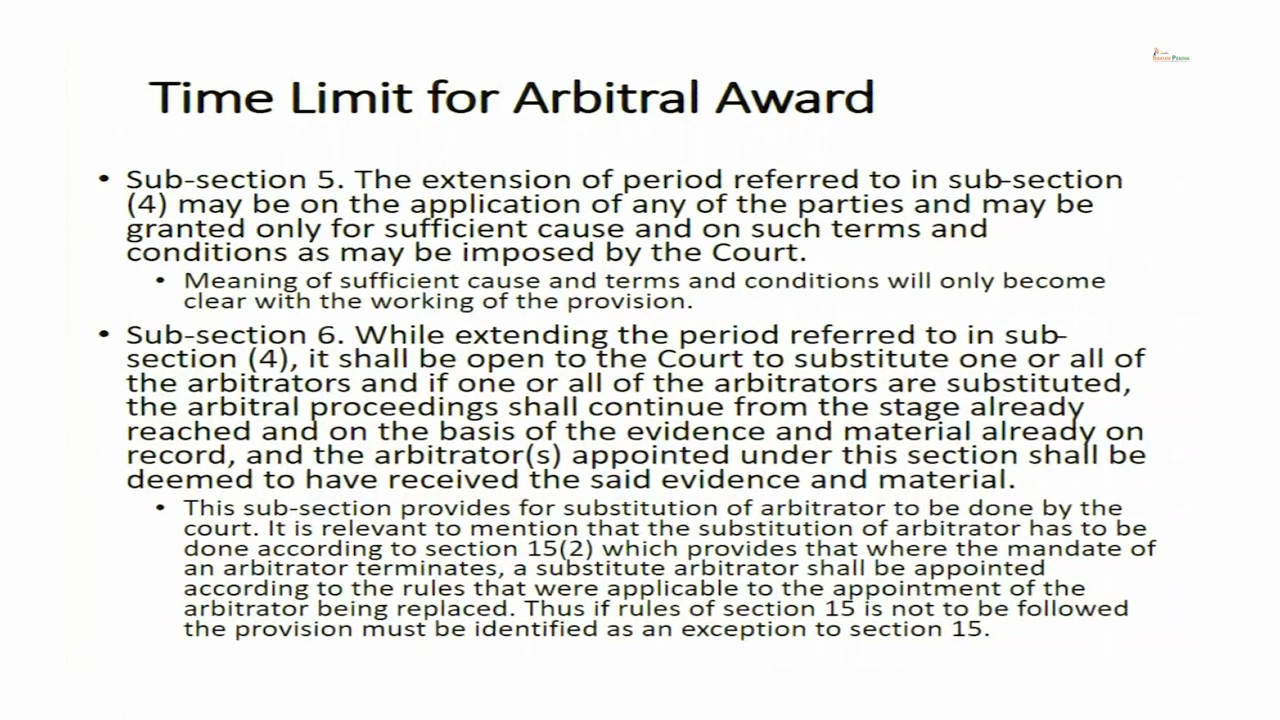 Time Limit for Arbitral Award
• Sub-section 5. The extension of period referred to in sub-section
(4) may be on the application of any of the parties and may be
granted only for sufficient cause and on such terms and
conditions as may be imposed by the Court.
• Meaning of sufficient cause and terms and conditions will only become
clear with the working of the provision.
• Sub-section 6. While extending the period referred to in sub-
section (4), it shall be open to the Court to substitute one or all of
the arbitrators and if one or all of the arbitrators are substituted,
the arbitral proceedings shall continue from the stage already
reached and on the basis of the evidence and material already on
record, and the arbitrator(s) appointed under this section shall be
deemed to have received the said evidence and material.
• This sub-section provides for substitution of arbitrator to be done by the
court. It is relevant to mention that the substitution of arbitrator has to be
done according to section 15(2) which provides that where the mandate of
an arbitrator terminates, a substitute arbitrator shall be appointed
according to the rules that were applicable to the appointment of the
arbitrator being replaced. Thus if rules of section 15 is not to be followed
the provision must be identified as an exception to section 15.